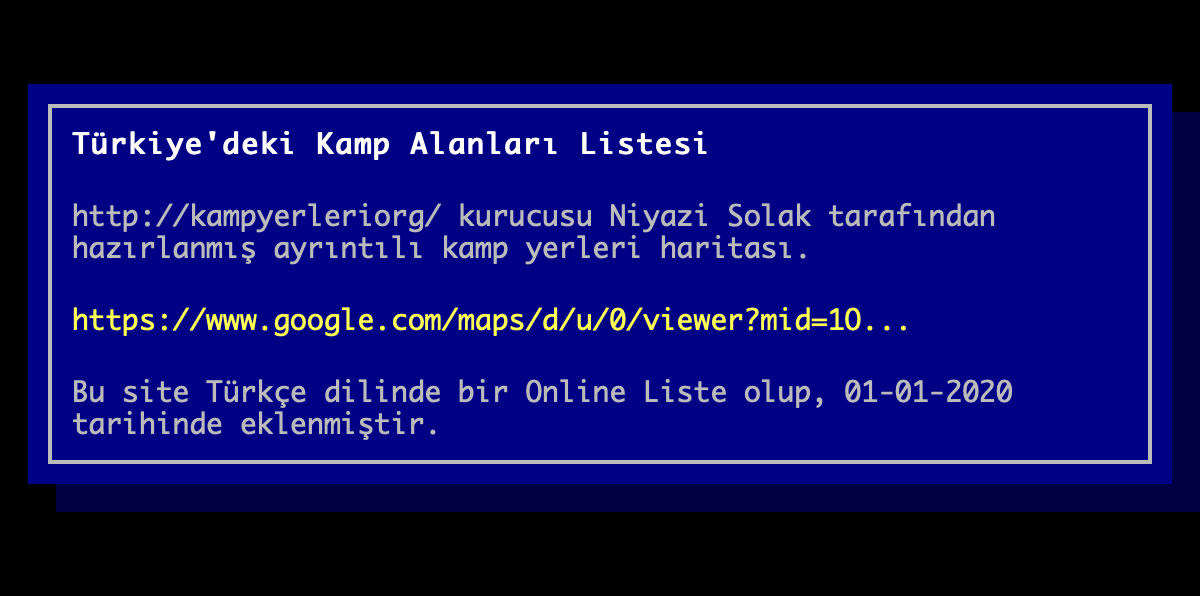 Türkiye'deki Kamp Alanları Listesi
http://kampyerleriorg/ kurucusu Niyazi Solak tarafından
hazırlanmış ayrıntılı kamp yerleri haritası.
https://www.google.com/maps/d/u/0/viewer?mid=1O...
Bu site Türkçe dilinde bir Online Liste olup, 01-01-2020
tarihinde eklenmiştir.